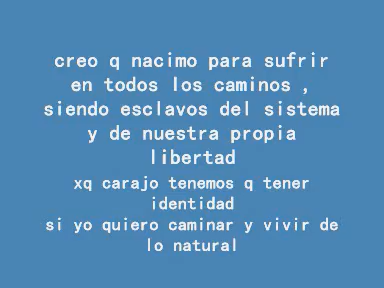 creo q nacimo para sufrir
en todos los caminos ,
siendo esclavos del sistema
y de nuestra propia
libertad
xq carajo tenemos q tener
identidad
si yo quiero caminar y vivir de
lo natural